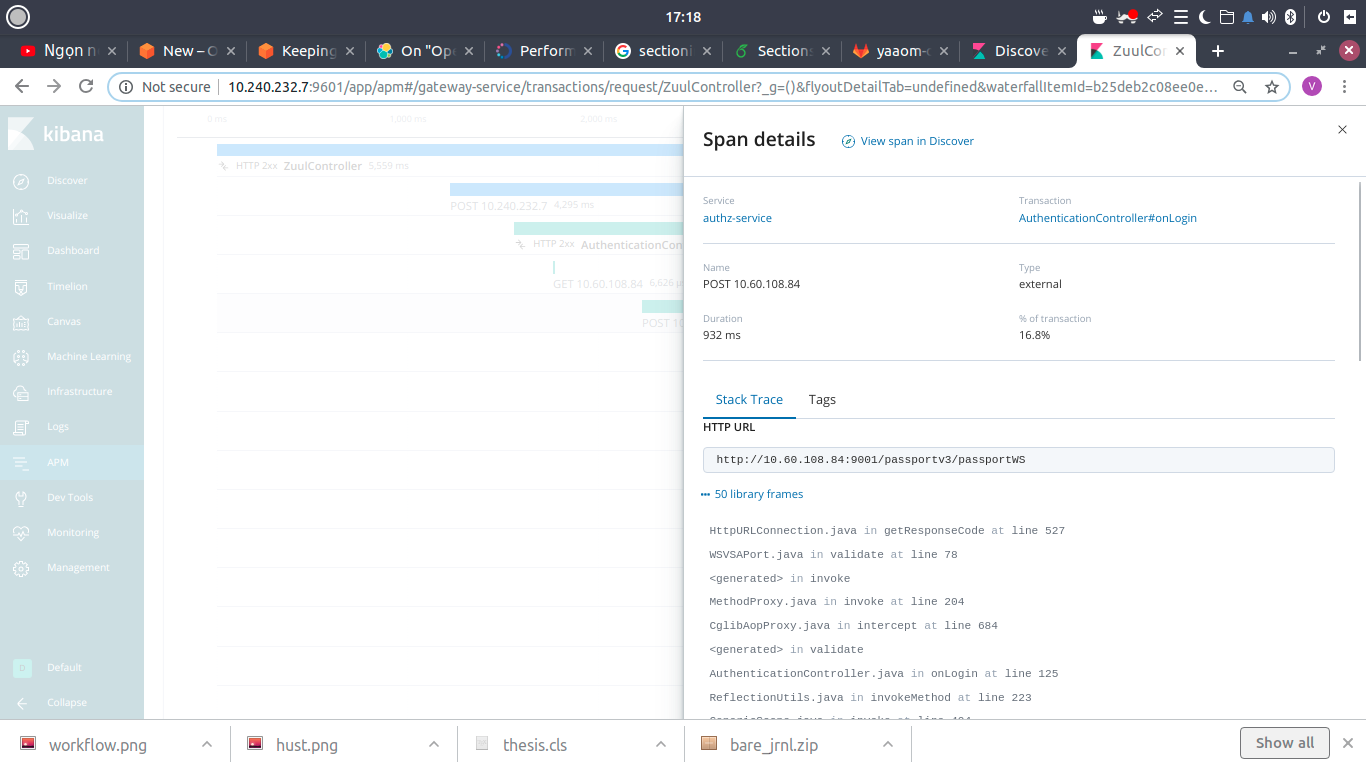 17:18
Ngọn n
New – O
Keeping
On "Ope
Perform
sectioni
Section
yaaom-
Discove
ZuulCo
Not secure
10.240.232.7:9601/app/apm#/gateway-service/transactions/request/ZuulController?_g=()&flyoutDetailTab=undefined&waterfallItemId=b25deb2c08ee0e...
V
kibana
Discover
Visualize
Dashboard
Timelion
Canvas
Machine Learning
Infrastructure
Logs
APM
Dev Tools
Monitoring
Management
D
Default
Collapse
0 ms
1,000 ms
2,000 ms
HTTP 2xx ZuulController 5,559 ms
POST 10.240.232.7 4,295 ms
HTTP 2xx AuthenticationCon
GET 10.60.108.84 6,626 µ
POST 10
Span details
View span in Discover
Service
Transaction
authz-service
AuthenticationController#onLogin
Name
Type
POST 10.60.108.84
external
Duration
% of transaction
932 ms
16.8%
Stack Trace
Tags
HTTP URL
http://10.60.108.84:9001/passportv3/passportWS
50 library frames
HttpURLConnection.java in getResponseCode at line 527
WSVSAPort.java in validate at line 78
<generated> in invoke
MethodProxy.java in invoke at line 204
CglibAopProxy.java in intercept at line 684
<generated> in validate
AuthenticationController.java in onLogin at line 125
ReflectionUtils.java in invokeMethod at line 223
workflow.png
hust.png
thesis.cls
bare_jrnl.zip
Show all